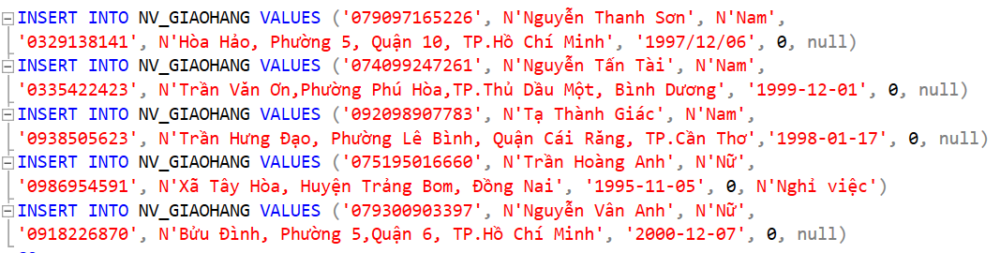 INSERT INTO NV_GIAOHANG VALUES ('079097165226', N'Nguyễn Thanh Sơn', N'Nam',
'0329138141', N'Hòa Hảo, Phường 5, Quận 10, TP.Hồ Chí Minh', '1997/12/06', 0, null)
INSERT INTO NV_GIAOHANG VALUES ('074099247261', N'Nguyễn Tấn Tài', N'Nam',
'0335422423', N'Trần Văn Ơn,Phường Phú Hòa,TP.Thủ Dầu Một, Bình Dương', '1999-12-01', 0, null)
INSERT INTO NV_GIAOHANG VALUES ('092098907783', N'Tạ Thành Giác', N'Nam',
'0938505623', N'Trần Hưng Đạo, Phường Lê Bình, Quận Cái Răng, TP.Cần Thơ','1998-01-17', 0, null)
INSERT INTO NV_GIAOHANG VALUES ('075195016660', N'Trần Hoàng Anh', N'Nữ',
'0986954591', N'Xã Tây Hòa, Huyện Trảng Bom, Đồng Nai', '1995-11-05', 0, N'Nghỉ việc')
INSERT INTO NV_GIAOHANG VALUES ('079300903397', N'Nguyễn Vân Anh', N'Nữ',
'0918226870', N'Bửu Đình, Phường 5,Quận 6, TP.Hồ Chí Minh', '2000-12-07', 0, null)